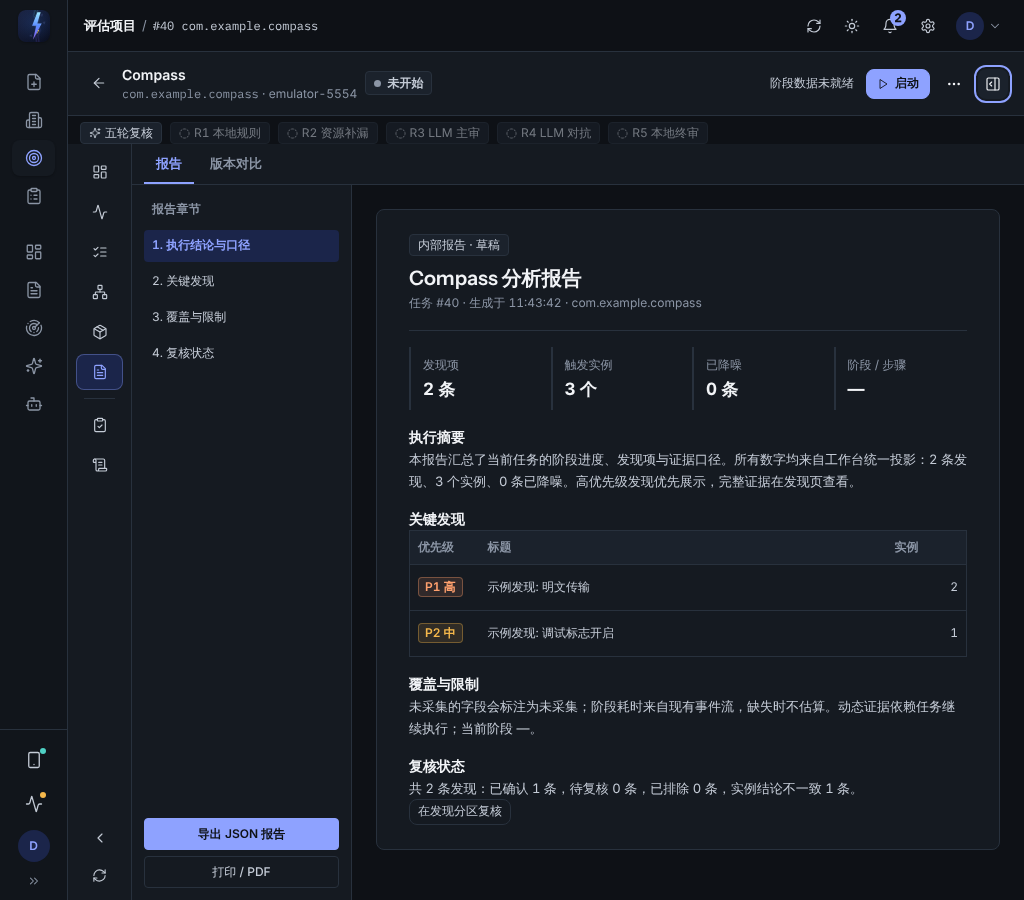 评估项目 / #40 com.example.compass
2
D
Compass
com.example.compass · emulator-5554
未开始
阶段数据未就绪
启动
五轮复核
R1 本地规则
R2 资源补漏
R3 LLM 主审
R4 LLM 对抗
R5 本地终审
报告
版本对比
报告章节
1. 执行结论与口径
2. 关键发现
3. 覆盖与限制
4. 复核状态
导出 JSON 报告
打印 / PDF
内部报告 · 草稿
Compass 分析报告
任务 #40 · 生成于 11:43:42 · com.example.compass
发现项
2 条
触发实例
3 个
已降噪
0 条
阶段 / 步骤
—
执行摘要
本报告汇总了当前任务的阶段进度、发现项与证据口径。所有数字均来自工作台统一投影：2 条发
现、3 个实例、0 条已降噪。高优先级发现优先展示，完整证据在发现页查看。
关键发现
优先级 标题 实例
P1 高 示例发现: 明文传输 2
P2 中 示例发现: 调试标志开启 1
覆盖与限制
未采集的字段会标注为未采集；阶段耗时来自现有事件流，缺失时不估算。动态证据依赖任务继
续执行；当前阶段 —。
复核状态
共 2 条发现：已确认 1 条，待复核 0 条，已排除 0 条，实例结论不一致 1 条。
在发现分区复核
D